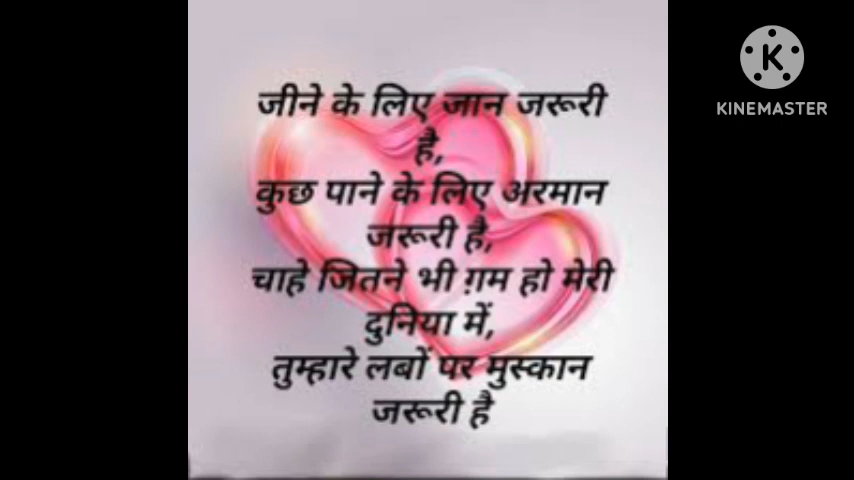 जीने के लिए जान जरूरी
है,
कुछ पाने के लिए अरमान
जरूरी है,
चाहे जितने भी ग़म हो मेरी
दुनिया में,
तुम्हारे लबों पर मुस्कान
जरूरी है
K
KINEMASTER